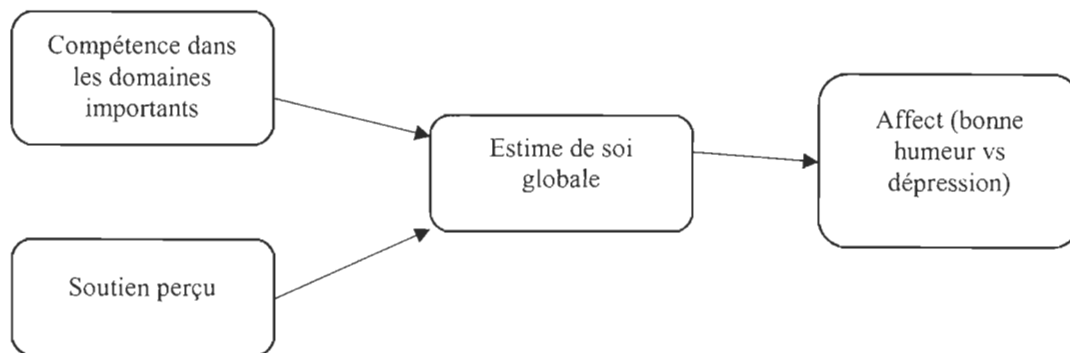 Compétence dans
les domaines
importants
Estime de soi
globale
Affect (bonne
humeur vs
dépression)
Soutien perçu